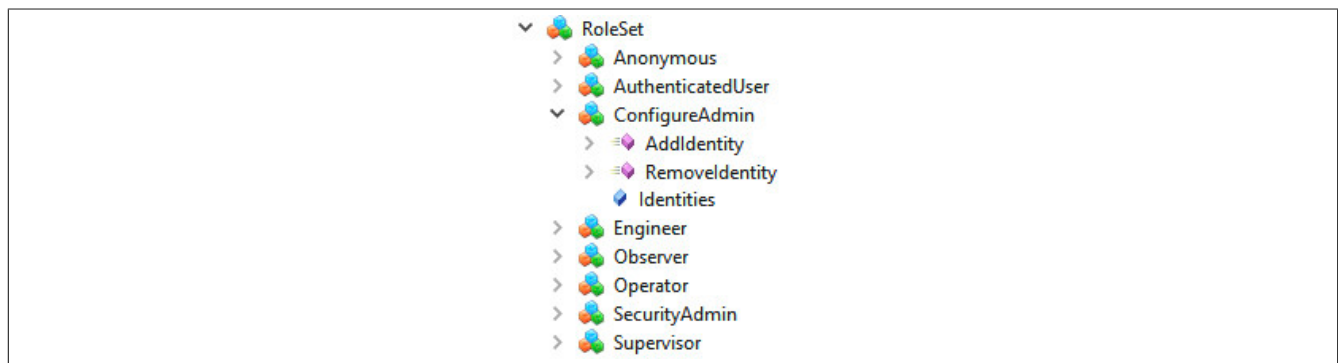 RoleSet
Anonymous
AuthenticatedUser
ConfigureAdmin
AddIdentity
RemoveIdentity
Identities
Engineer
Observer
Operator
SecurityAdmin
Supervisor